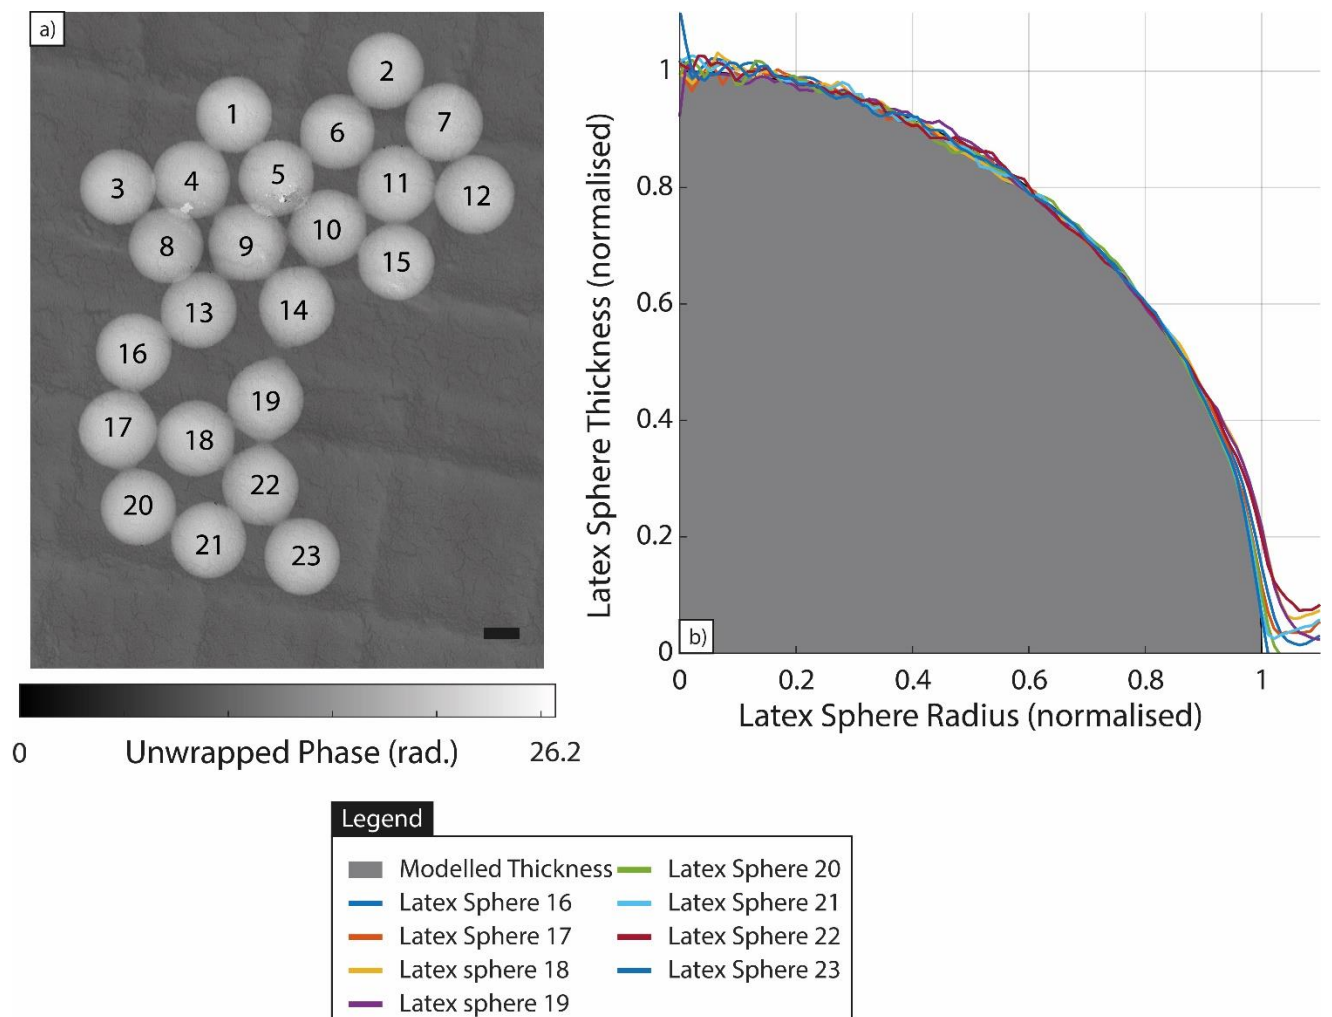 a)
1
2
3
4
5
6
7
8
9
10
11
12
13
14
15
16
17
18
19
20
21
22
23
0
Unwrapped Phase (rad.)
26.2
Latex Sphere Thickness (normalised)
1
0.8
0.6
0.4
0.2
0
b)
0
0.2
0.4
0.6
0.8
1
Latex Sphere Radius (normalised)
Legend
Modelled Thickness
Latex Sphere 16
Latex Sphere 17
Latex sphere 18
Latex sphere 19
Latex Sphere 20
Latex Sphere 21
Latex Sphere 22
Latex Sphere 23